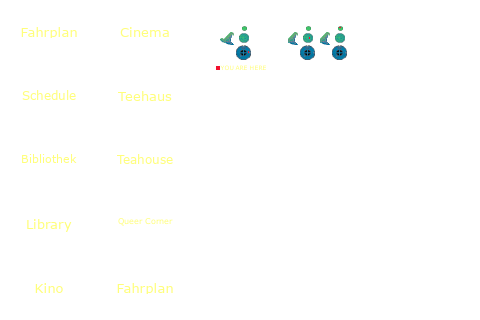 Fahrplan
Cinema
Schedule
Teehaus
Bibliothek
Teahouse
Library
Kino
Fahrplan